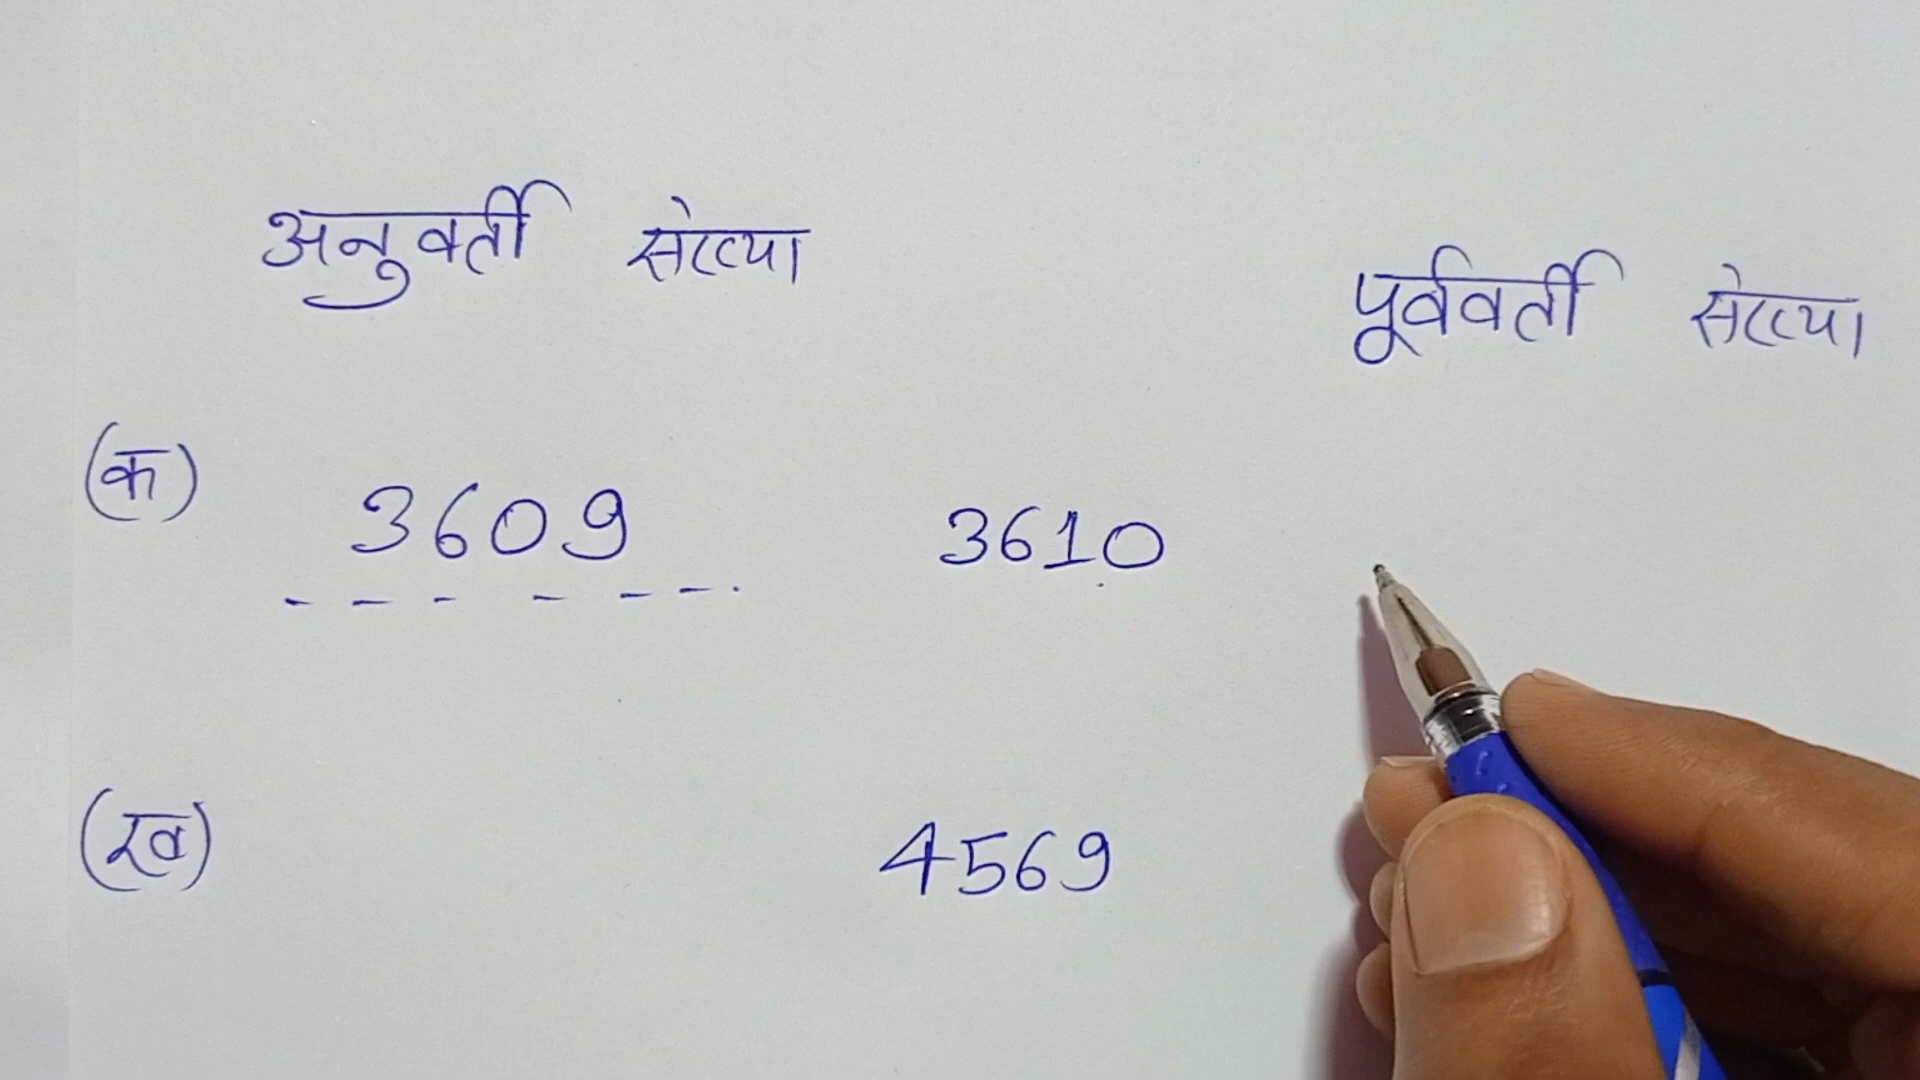 अनुवर्ती संख्या
पूर्ववर्ती संख्या
(क) 3609 3610
(ख) 4569